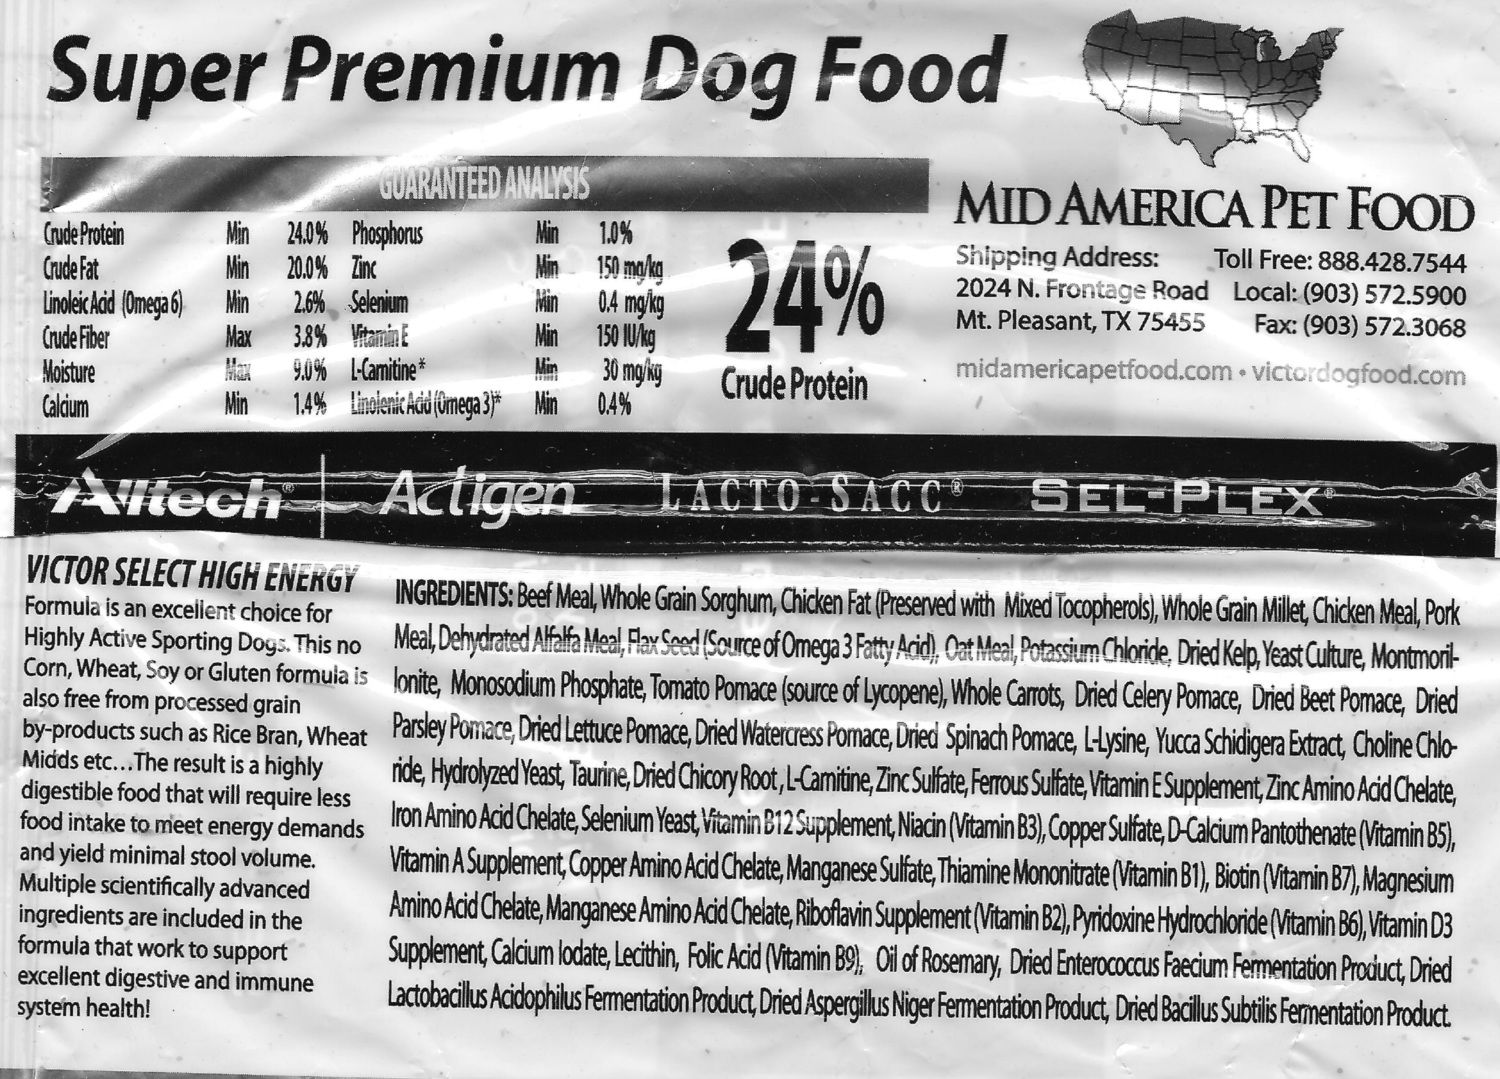 Super Premium Dog Food
GUARANTEED ANALYSIS
Crude Protein Min 24.0% Phosphorus Min 1.0%
Crude Fat Min 20.0% Zinc Min 150 mg/kg
Linoleic Acid (Omega 6) Min 2.6% Selenium Min 0.4 mg/kg
Crude Fiber Max 3.8% Vitamin E Min 150 IU/kg
Moisture Max 9.0% L-Carnitine* Min 30 mg/kg
Calcium Min 1.4% Linolenic Acid (Omega 3)* Min 0.4%
24%
Crude Protein
MID AMERICA PET FOOD
Shipping Address: Toll Free: 888.428.7544
2024 N. Frontage Road Local: (903) 572.5900
Mt. Pleasant, TX 75455 Fax: (903) 572.3068
midamericapetfood.com • victordogfood.com
Alltech® Actigen LACTO-SACC® SEL-PLEX®
VICTOR SELECT HIGH ENERGY
Formula is an excellent choice for
Highly Active Sporting Dogs. This no
Corn, Wheat, Soy or Gluten formula is
also free from processed grain
by-products such as Rice Bran, Wheat
Midds etc...The result is a highly
digestible food that will require less
food intake to meet energy demands
and yield minimal stool volume.
Multiple scientifically advanced
ingredients are included in the
formula that work to support
excellent digestive and immune
system health!
INGREDIENTS: Beef Meal, Whole Grain Sorghum, Chicken Fat (Preserved with Mixed Tocopherols), Whole Grain Millet, Chicken Meal, Pork
Meal, Dehydrated Alfalfa Meal, Flax Seed (Source of Omega 3 Fatty Acid), Oat Meal, Potassium Chloride, Dried Kelp, Yeast Culture, Montmoril-
lonite, Monosodium Phosphate, Tomato Pomace (source of Lycopene), Whole Carrots, Dried Celery Pomace, Dried Beet Pomace, Dried
Parsley Pomace, Dried Lettuce Pomace, Dried Watercress Pomace, Dried Spinach Pomace, L-Lysine, Yucca Schidigera Extract, Choline Chlo-
ride, Hydrolyzed Yeast, Taurine, Dried Chicory Root, L-Carnitine, Zinc Sulfate, Ferrous Sulfate, Vitamin E Supplement, Zinc Amino Acid Chelate,
Iron Amino Acid Chelate, Selenium Yeast, Vitamin B12 Supplement, Niacin (Vitamin B3), Copper Sulfate, D-Calcium Pantothenate (Vitamin B5),
Vitamin A Supplement, Copper Amino Acid Chelate, Manganese Sulfate, Thiamine Mononitrate (Vitamin B1), Biotin (Vitamin B7), Magnesium
Amino Acid Chelate, Manganese Amino Acid Chelate, Riboflavin Supplement (Vitamin B2), Pyridoxine Hydrochloride (Vitamin B6), Vitamin D3
Supplement, Calcium Iodate, Lecithin, Folic Acid (Vitamin B9), Oil of Rosemary, Dried Enterococcus Faecium Fermentation Product, Dried
Lactobacillus Acidophilus Fermentation Product, Dried Aspergillus Niger Fermentation Product, Dried Bacillus Subtilis Fermentation Product.